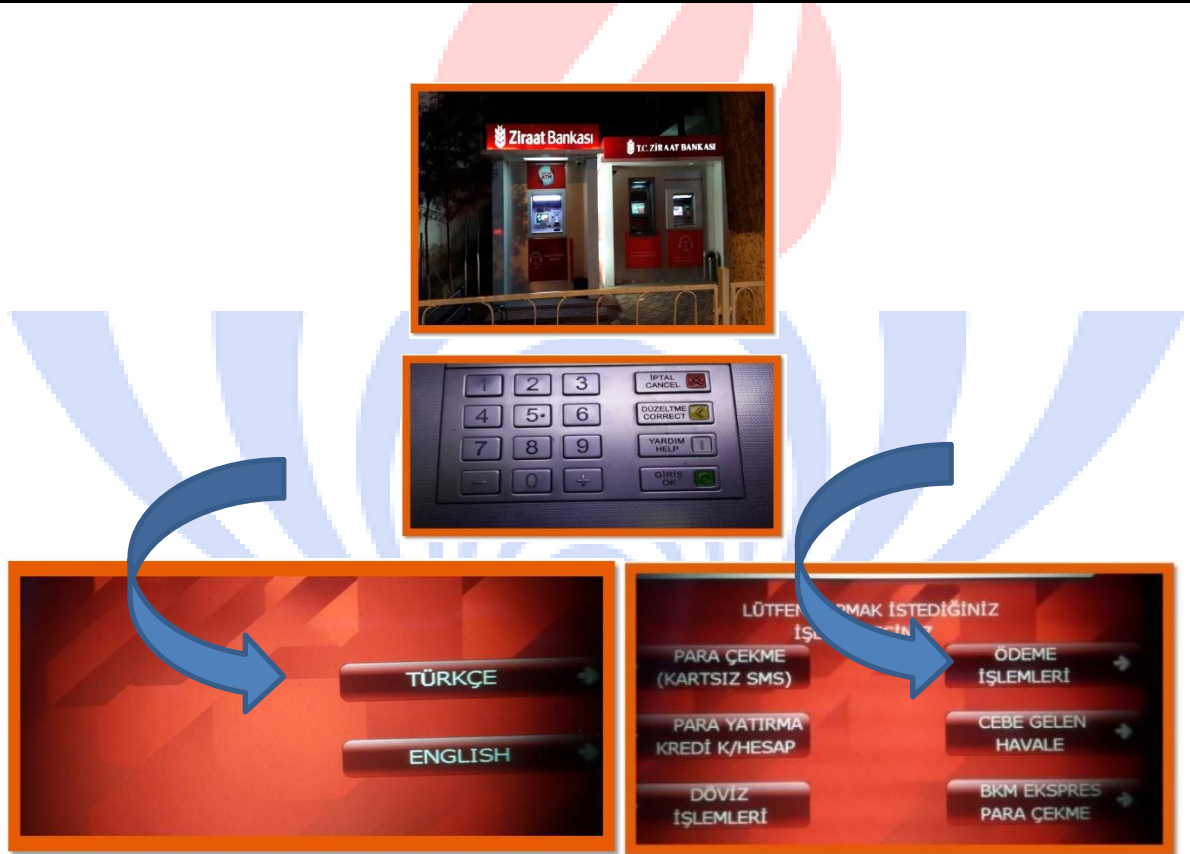 Ziraat Bankası
T.C. ZİRAAT BANKASI
ATM
1 2 3
İPTAL
CANCEL
4 5 6
DÜZELTME
CORRECT
7 8 9
YARDIM
HELP
0
GİRİŞ
OK
TÜRKÇE
ENGLISH
LÜTFEN İSTEDİĞİNİZ
PARA ÇEKME
(KARTSIZ SMS)
ÖDEME
İŞLEMLERİ
PARA YATIRMA
KREDİ K/HESAP
CEBE GELEN
HAVALE
DÖVİZ
İŞLEMLERİ
BKM EKSPRES
PARA ÇEKME